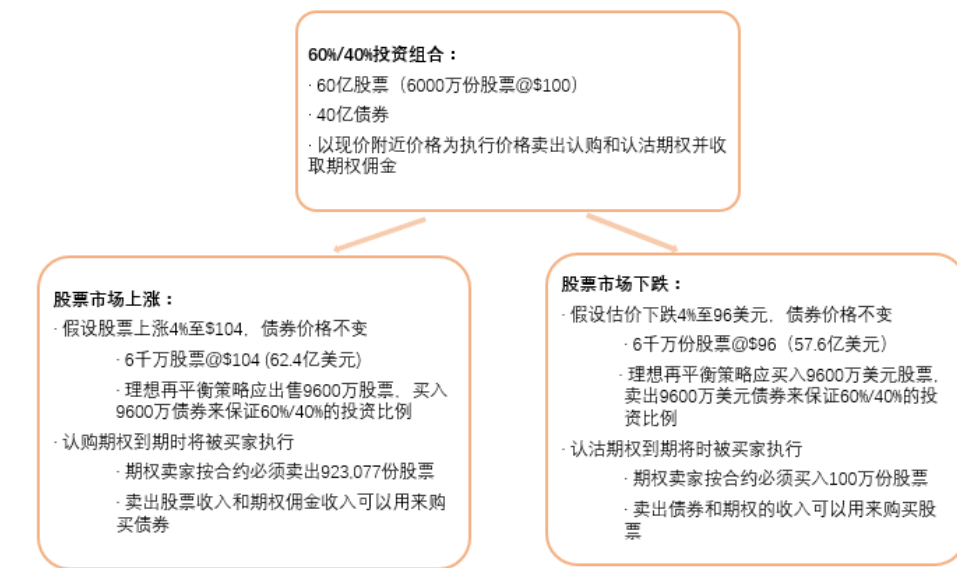 60%/40%投资组合：
· 60亿股票（6000万份股票@$100）
· 40亿债券
· 以现价附近价格为执行价格卖出认购和认沽期权并收
取期权佣金
股票市场上涨：
· 假设股票上涨4%至$104，债券价格不变
· 6千万股票@$104 (62.4亿美元)
· 理想再平衡策略应出售9600万股票，买入
9600万债券来保证60%/40%的投资比例
· 认购期权到期时将被买家执行
· 期权卖家按合约必须卖出923,077份股票
· 卖出股票收入和期权佣金收入可以用来购
买债券
股票市场下跌：
· 假设估价下跌4%至96美元，债券价格不变
· 6千万份股票@$96（57.6亿美元）
· 理想再平衡策略应买入9600万美元股票，
卖出9600万美元债券来保证60%/40%的投
资比例
· 认沽期权到期将时被买家执行
· 期权卖家按合约必须买入100万份股票
· 卖出债券和期权的收入可以用来购买股
票